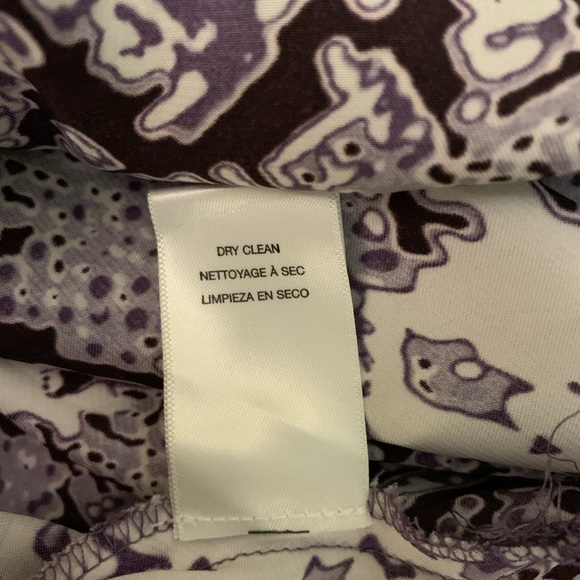 DRY CLEAN
NETTOYAGE À SEC
LIMPIEZA EN SECO